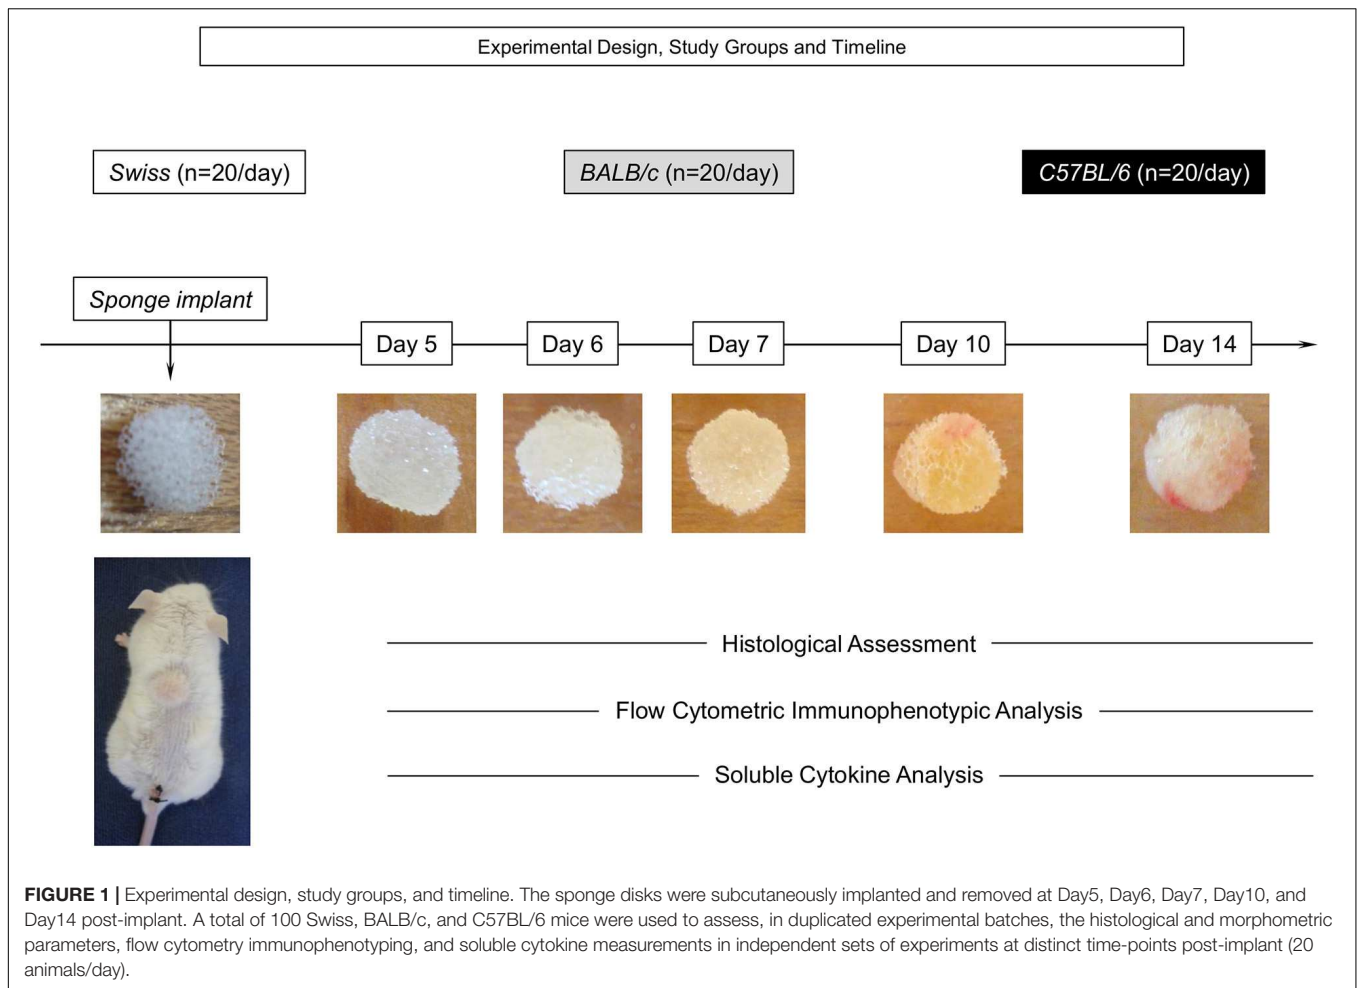 Experimental Design, Study Groups and Timeline
Swiss (n=20/day)
BALB/c (n=20/day)
C57BL/6 (n=20/day)
Sponge implant
Day 5
Day 6
Day 7
Day 10
Day 14
Histological Assessment
Flow Cytometric Immunophenotypic Analysis
Soluble Cytokine Analysis
FIGURE 1 | Experimental design, study groups, and timeline. The sponge disks were subcutaneously implanted and removed at Day5, Day6, Day7, Day10, and
Day14 post-implant. A total of 100 Swiss, BALB/c, and C57BL/6 mice were used to assess, in duplicated experimental batches, the histological and morphometric
parameters, flow cytometry immunophenotyping, and soluble cytokine measurements in independent sets of experiments at distinct time-points post-implant (20
animals/day).